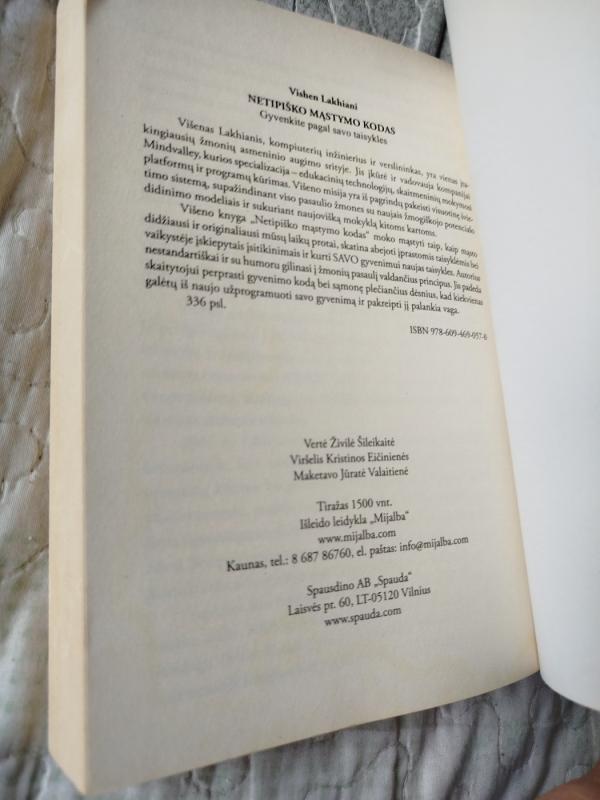 Vishen Lakhiani
NETIPIŠKO MĄSTYMO KODAS
Gyvenkite pagal savo taisykles
Višenas Lakhianis, kompiuterių inžinierius ir verslininkas, yra vienas įta-
kingiausių žmonių asmeninio augimo srityje. Jis įkūrė ir vadovauja kompanijai
Mindvalley, kurios specializacija – edukacinių technologijų, skaitmeninių mokymosi
platformų ir programų kūrimas. Višeno misija yra iš pagrindų pakeisti visuotinę švie-
timo sistemą, supažindinant viso pasaulio žmones su naujais žmogiškojo potencialo
didinimo modeliais ir sukuriant naujovišką mokyklą kitoms kartoms.
Višeno knyga „Netipiško mąstymo kodas“ moko mąstyti taip, kaip mąsto
didžiausi ir originaliausi mūsų laikų protai, skatina abejoti įprastomis taisyklėmis bei
vaikystėje įskiepytais įsitikinimais ir kurti SAVO gyvenimui naujas taisykles. Autorius
nestandartiškai ir su humoru gilinasi į žmonių pasaulį valdančius principus. Jis padeda
skaitytojui perprasti gyvenimo kodą bei sąmonę plečiančius dėsnius, kad kiekvienas
galėtų iš naujo užprogramuoti savo gyvenimą ir pakreipti jį palankia vaga.
336 psl.
ISBN 978-609-469-057-6
Vertė Živilė Šileikaitė
Viršelis Kristinos Eičinienės
Maketavo Jūratė Valaitienė
Tiražas 1500 vnt.
Išleido leidykla „Mijalba“
www.mijalba.com
Kaunas, tel.: 8 687 86760, el. paštas: info@mijalba.com
Spausdino AB „Spauda“
Laisvės pr. 60, LT-05120 Vilnius
www.spauda.com